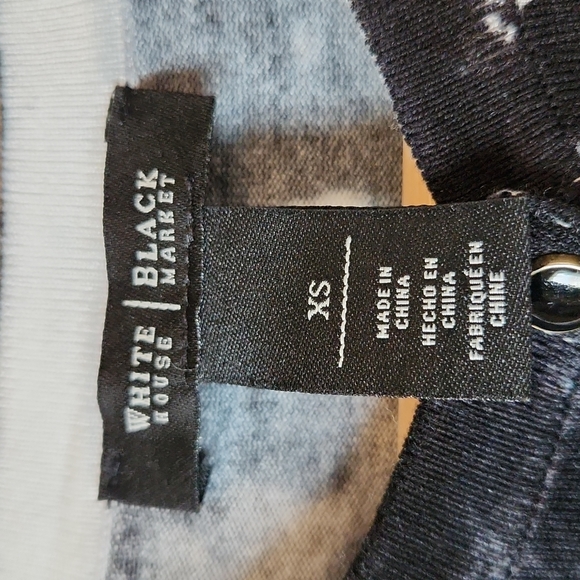 WHITE | BLACK
HOUSE | MARKET
XS
MADE IN
CHINA
HECHO EN
CHINA
FABRIQUÉ EN
CHINE